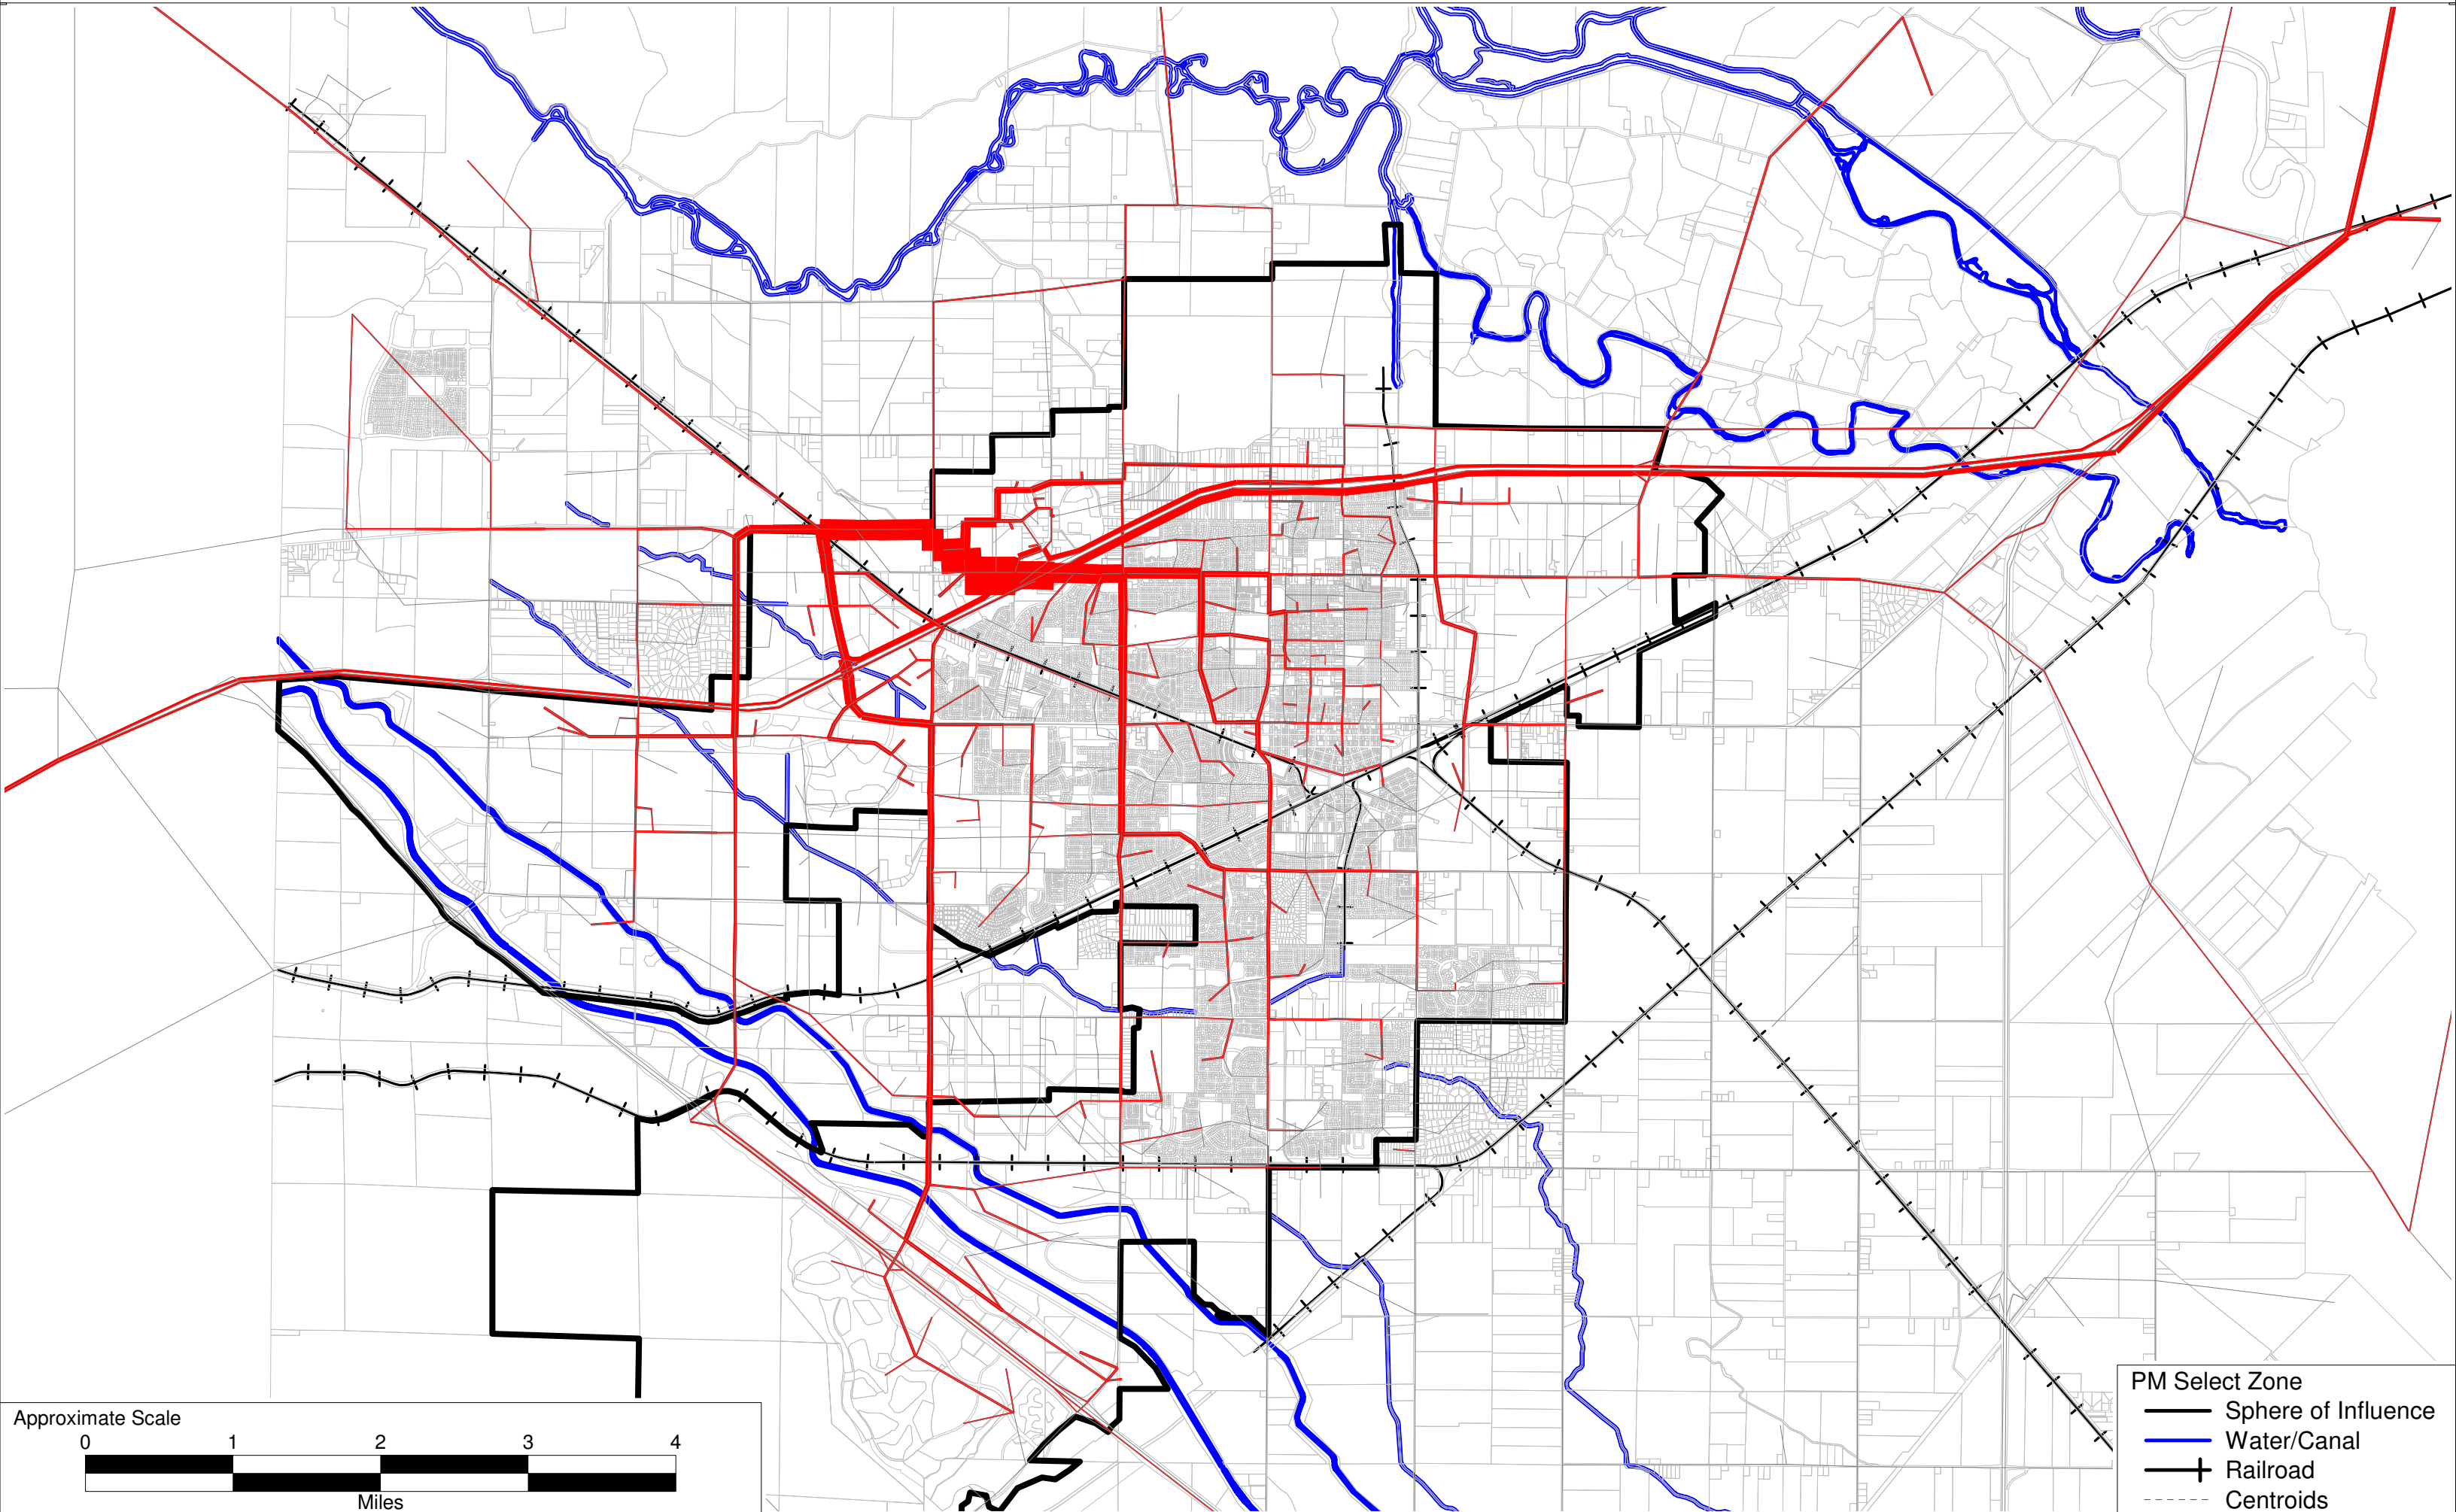 Approximate Scale
0 1 2 3 4
Miles
PM Select Zone
Sphere of Influence
Water/Canal
Railroad
Centroids